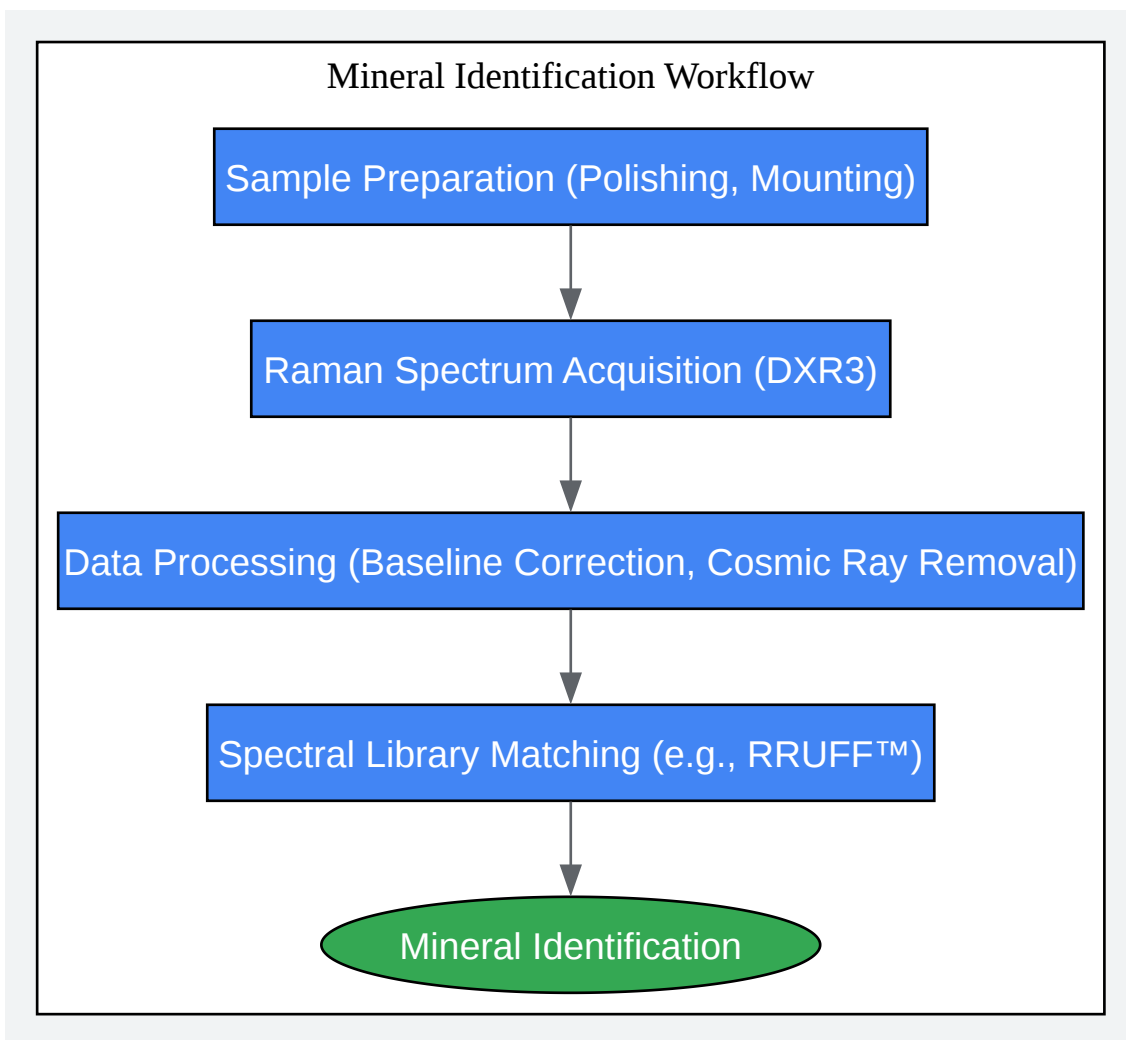 Mineral Identification Workflow
Sample Preparation (Polishing, Mounting)
Raman Spectrum Acquisition (DXR3)
Data Processing (Baseline Correction, Cosmic Ray Removal)
Spectral Library Matching (e.g., RRUFF™)
Mineral Identification